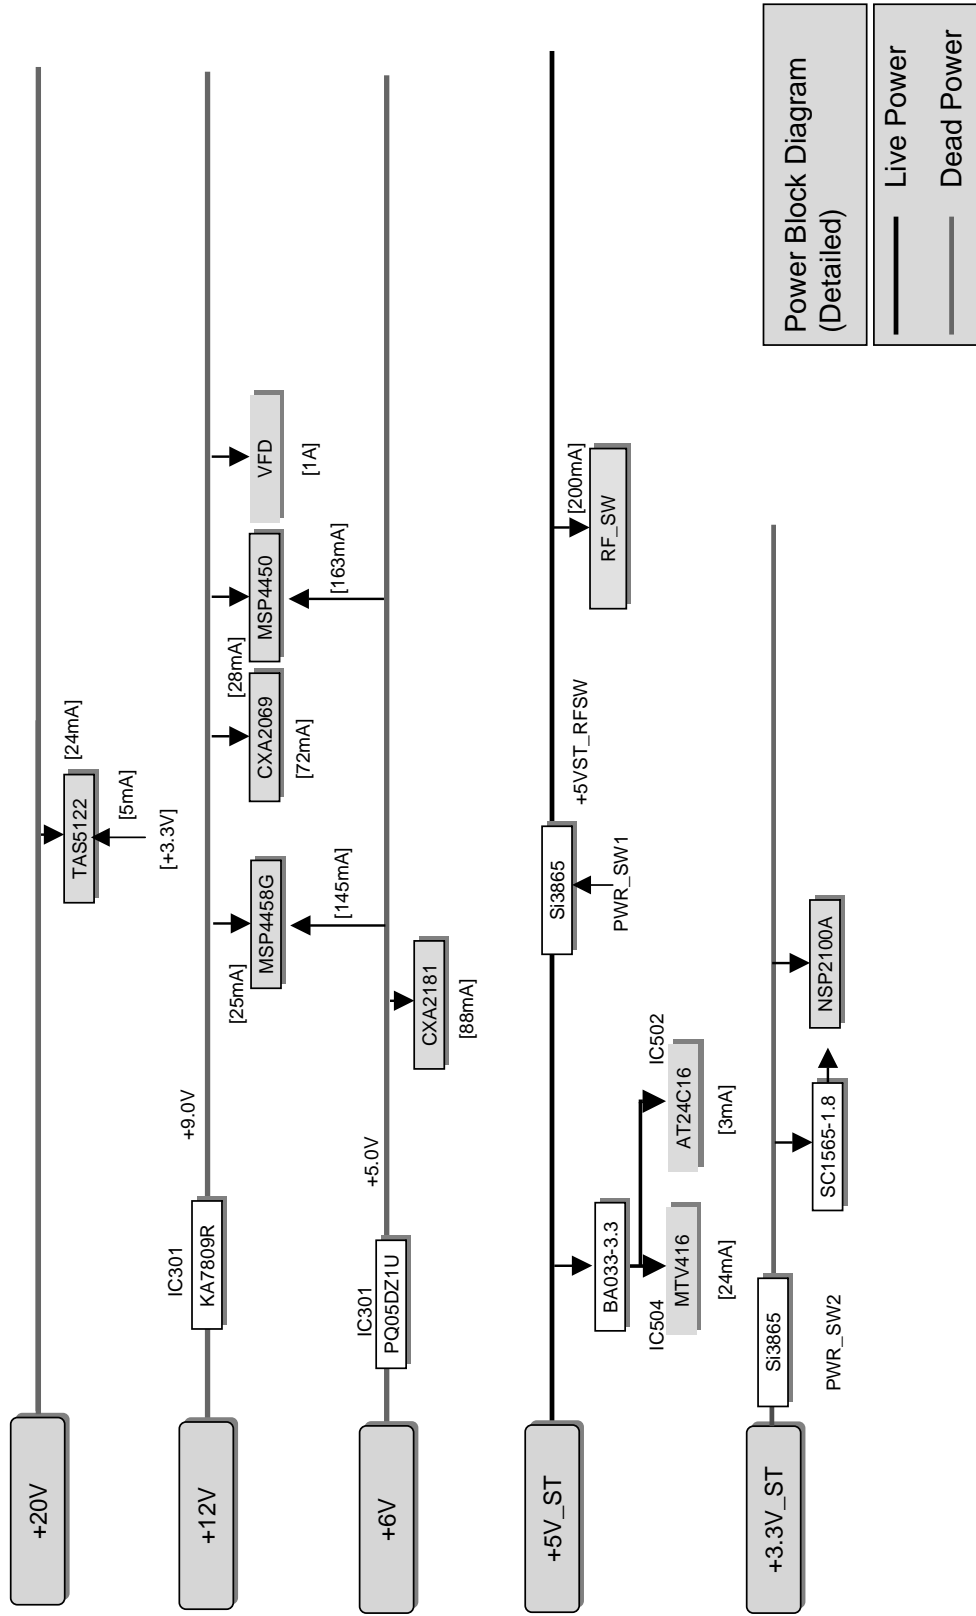 Power Block Diagram
(Detailed)
Live Power
Dead Power
+20V
TAS5122
[24mA]
[5mA]
[+3.3V]
+12V
IC301
KA7809R
+9.0V
[25mA]
MSP4458G
[145mA]
CXA2069
[72mA]
[28mA]
MSP4450
[163mA]
VFD
[1A]
+6V
IC301
PQ05DZ1U
+5.0V
CXA2181
[88mA]
+5V_ST
BA033-3.3
IC504
MTV416
[24mA]
IC502
AT24C16
[3mA]
Si3865
PWR_SW1
+5VST_RFSW
[200mA]
RF_SW
+3.3V_ST
Si3865
PWR_SW2
SC1565-1.8
NSP2100A